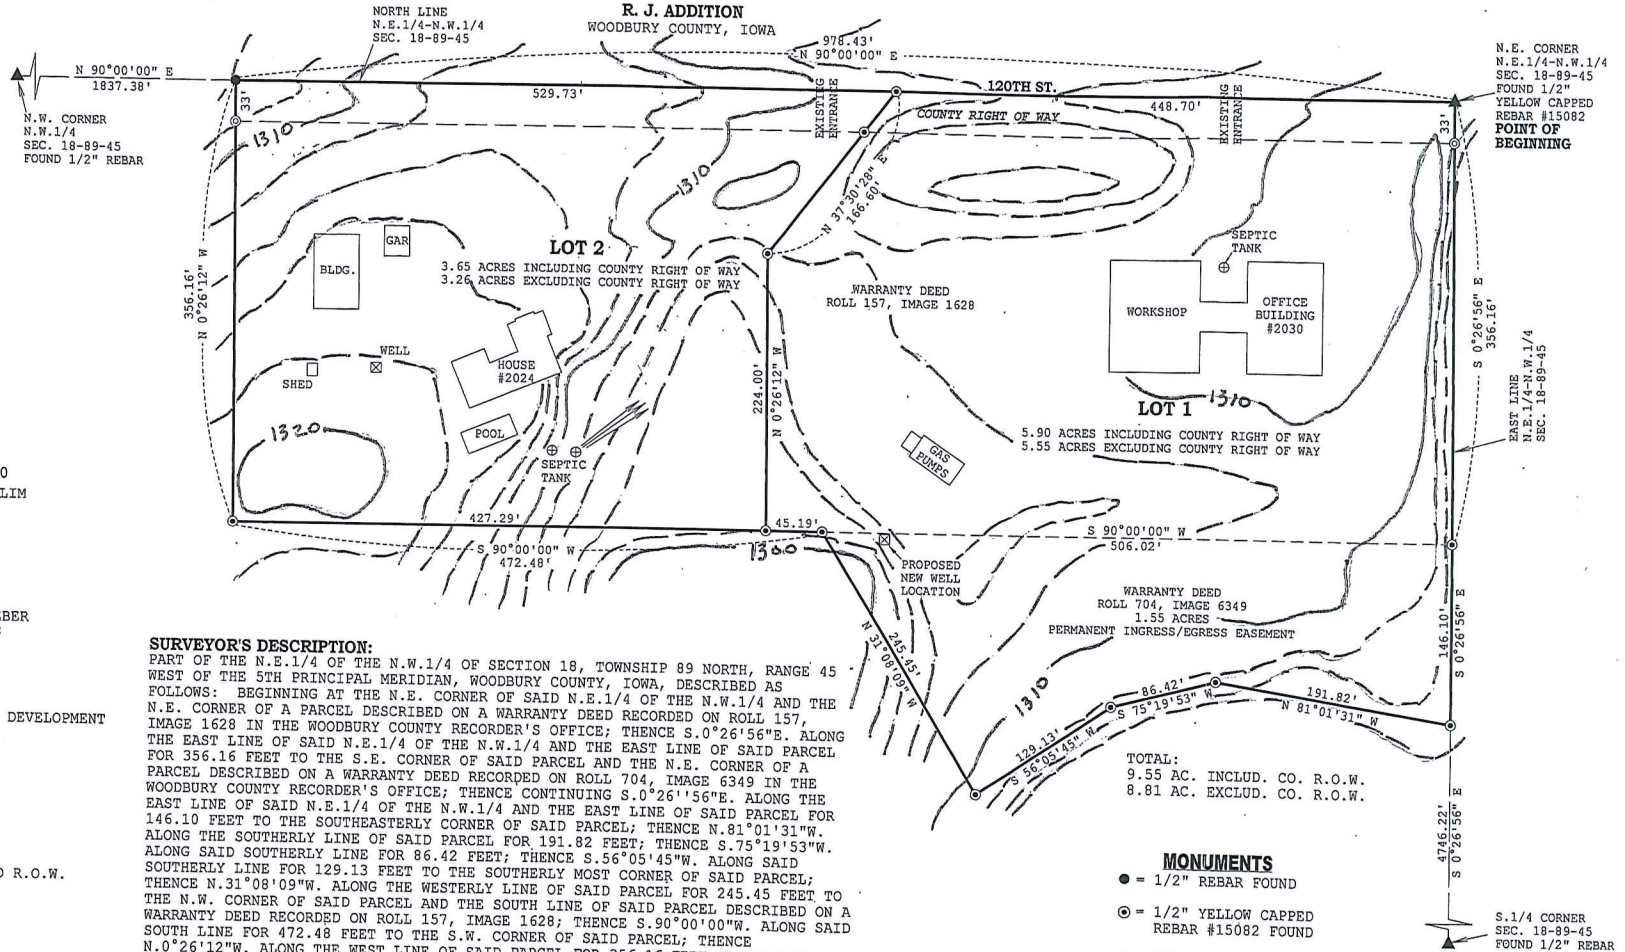 R. J. ADDITION
WOODBURY COUNTY, IOWA
NORTH LINE
N.E.1/4-N.W.1/4
SEC. 18-89-45
978.43'
N 90°00'00" E
N 90°00'00" E
1837.38'
N.W. CORNER
N.W.1/4
SEC. 18-89-45
FOUND 1/2" REBAR
N.E. CORNER
N.E.1/4-N.W.1/4
SEC. 18-89-45
FOUND 1/2"
YELLOW CAPPED
REBAR #15082
POINT OF
BEGINNING
529.73'
120TH ST.
448.70'
COUNTY RIGHT OF WAY
EXISTING
ENTRANCE
EXISTING
ENTRANCE
33'
33'
1310
1310
N 37°30'28" E
166.60'
356.16'
N 0°26'12" W
BLDG.
GAR
LOT 2
3.65 ACRES INCLUDING COUNTY RIGHT OF WAY
3.26 ACRES EXCLUDING COUNTY RIGHT OF WAY
WARRANTY DEED
ROLL 157, IMAGE 1628
SEPTIC
TANK
WORKSHOP
OFFICE
BUILDING
#2030
S 0°26'56" E
356.16'
EAST LINE
N.E.1/4-N.W.1/4
SEC. 18-89-45
SHED
WELL
HOUSE
#2024
POOL
SEPTIC
TANK
1320
224.00'
N 0°26'12" W
1310
LOT 1
5.90 ACRES INCLUDING COUNTY RIGHT OF WAY
5.55 ACRES EXCLUDING COUNTY RIGHT OF WAY
GAS
PUMPS
427.29'
45.19'
S 90°00'00" W
472.48'
1300
S 90°00'00" W
506.02'
PROPOSED
NEW WELL
LOCATION
WARRANTY DEED
ROLL 704, IMAGE 6349
1.55 ACRES
PERMANENT INGRESS/EGRESS EASEMENT
146.10'
S 0°26'56" E
245.45'
N 31°08'09" W
1310
86.42'
S 75°19'53" W
191.82'
N 81°01'31" W
129.13'
S 56°05'45" W
TOTAL:
9.55 AC. INCLUD. CO. R.O.W.
8.81 AC. EXCLUD. CO. R.O.W.
4746.22'
S 0°26'56" E
MONUMENTS
= 1/2" REBAR FOUND
= 1/2" YELLOW CAPPED
REBAR #15082 FOUND
S.1/4 CORNER
SEC. 18-89-45
FOUND 1/2" REBAR
0
LIM
BER
DEVELOPMENT
R.O.W.
SURVEYOR'S DESCRIPTION:
PART OF THE N.E.1/4 OF THE N.W.1/4 OF SECTION 18, TOWNSHIP 89 NORTH, RANGE 45
WEST OF THE 5TH PRINCIPAL MERIDIAN, WOODBURY COUNTY, IOWA, DESCRIBED AS
FOLLOWS: BEGINNING AT THE N.E. CORNER OF SAID N.E.1/4 OF THE N.W.1/4 AND THE
N.E. CORNER OF A PARCEL DESCRIBED ON A WARRANTY DEED RECORDED ON ROLL 157,
IMAGE 1628 IN THE WOODBURY COUNTY RECORDER'S OFFICE; THENCE S.0°26'56"E. ALONG
THE EAST LINE OF SAID N.E.1/4 OF THE N.W.1/4 AND THE EAST LINE OF SAID PARCEL
FOR 356.16 FEET TO THE S.E. CORNER OF SAID PARCEL AND THE N.E. CORNER OF A
PARCEL DESCRIBED ON A WARRANTY DEED RECORDED ON ROLL 704, IMAGE 6349 IN THE
WOODBURY COUNTY RECORDER'S OFFICE; THENCE CONTINUING S.0°26''56"E. ALONG THE
EAST LINE OF SAID N.E.1/4 OF THE N.W.1/4 AND THE EAST LINE OF SAID PARCEL FOR
146.10 FEET TO THE SOUTHEASTERLY CORNER OF SAID PARCEL; THENCE N.81°01'31"W.
ALONG THE SOUTHERLY LINE OF SAID PARCEL FOR 191.82 FEET; THENCE S.75°19'53"W.
ALONG SAID SOUTHERLY LINE FOR 86.42 FEET; THENCE S.56°05'45"W. ALONG SAID
SOUTHERLY LINE FOR 129.13 FEET TO THE SOUTHERLY MOST CORNER OF SAID PARCEL;
THENCE N.31°08'09"W. ALONG THE WESTERLY LINE OF SAID PARCEL FOR 245.45 FEET TO
THE N.W. CORNER OF SAID PARCEL AND THE SOUTH LINE OF SAID PARCEL DESCRIBED ON A
WARRANTY DEED RECORDED ON ROLL 157, IMAGE 1628; THENCE S.90°00'00"W. ALONG SAID
SOUTH LINE FOR 472.48 FEET TO THE S.W. CORNER OF SAID PARCEL; THENCE
N.0°26'12"W. ALONG THE WEST LINE OF SAID PARCEL FOR 356.16 FEET